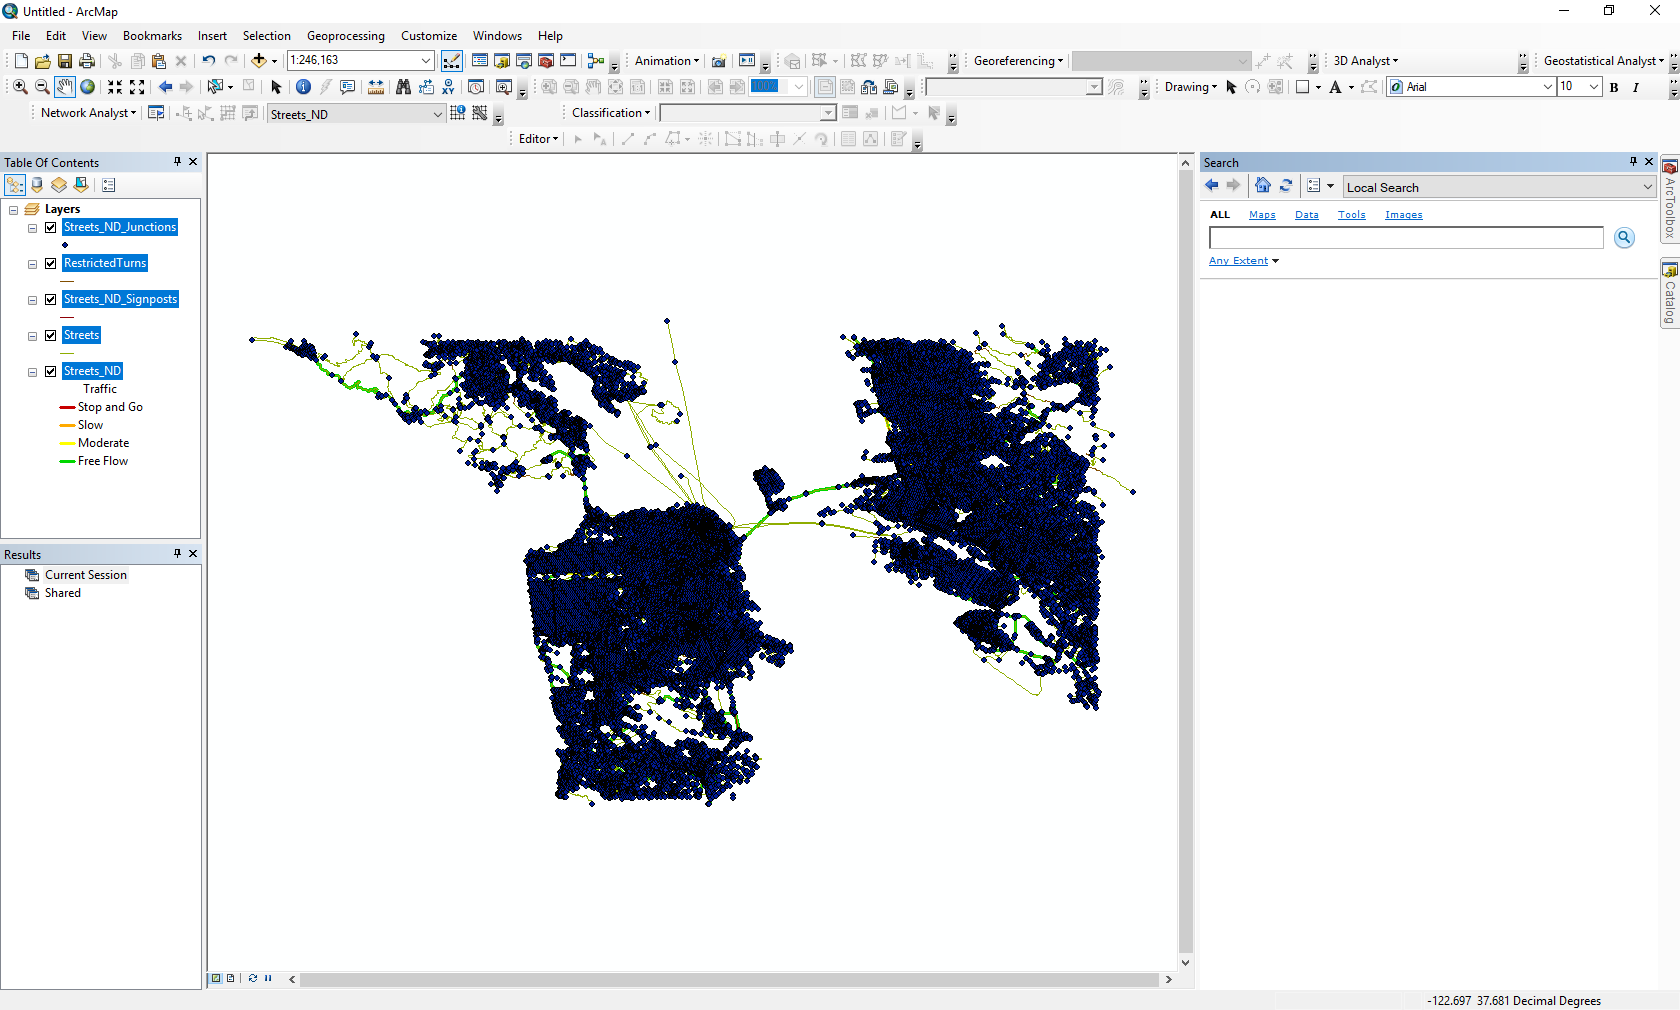 Untitled - ArcMap
File Edit View Bookmarks Insert Selection Geoprocessing Customize Windows Help
1:246,163
Animation
Georeferencing
3D Analyst
Geostatistical Analyst
100%
Drawing
A
Arial
10
B
I
Network Analyst
Streets_ND
Classification
Editor
Table Of Contents
Layers
Streets_ND_Junctions
RestrictedTurns
Streets_ND_Signposts
Streets
Streets_ND
Traffic
Stop and Go
Slow
Moderate
Free Flow
Results
Current Session
Shared
Search
Local Search
ALL Maps Data Tools Images
Any Extent
ArcToolbox
Catalog
-122.697 37.681 Decimal Degrees